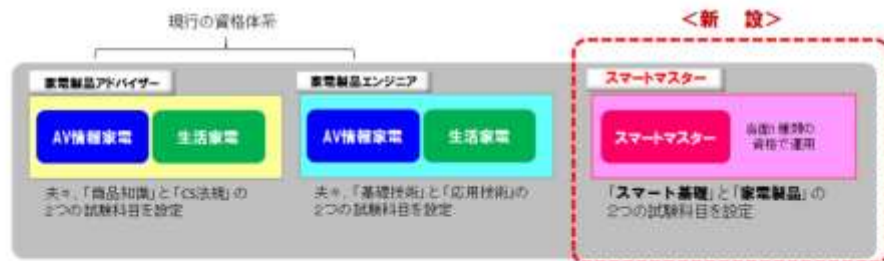 現行の資格体系
<新 設>
家電製品アドバイザー
家電製品エンジニア
スマートマスター
AV情報家電
生活家電
AV情報家電
生活家電
スマートマスター
当面1種類の
資格で運用
夫々、「商品知識」と「CS法規」の
2つの試験科目を設定
夫々、「基礎技術」と「応用技術」の
2つの試験科目を設定
「スマート基礎」と「家電製品」の
2つの試験科目を設定